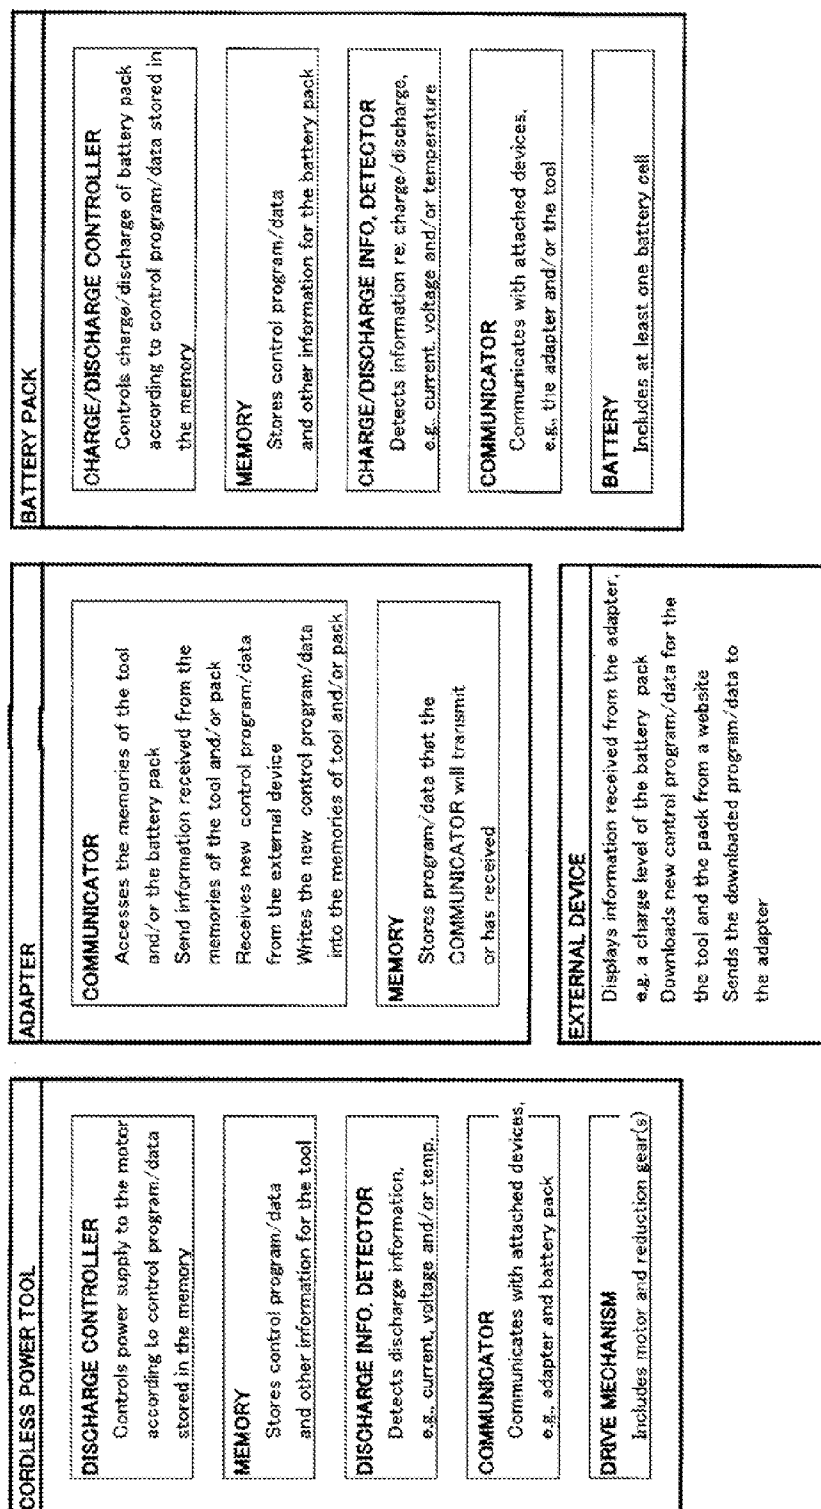 CORDLESS POWER TOOL
DISCHARGE CONTROLLER
Controls power supply to the motor
according to control program/data
stored in the memory
MEMORY
Stores control program/data
and other information for the tool
DISCHARGE INFO. DETECTOR
Detects discharge information,
e.g., current, voltage and/or temp.
COMMUNICATOR
Communicates with attached devices,
e.g., adapter and battery pack
DRIVE MECHANISM
Includes motor and reduction gear(s)
ADAPTER
COMMUNICATOR
Accesses the memories of the tool
and/or the battery pack
Send information received from the
memories of the tool and/or pack
Receives new control program/data
from the external device
Writes the new control program/data
into the memories of tool and/or pack
MEMORY
Stores program/data that the
COMMUNICATOR will transmit
or has received
EXTERNAL DEVICE
Displays information received from the adapter,
e.g. a charge level of the battery pack
Downloads new control program/data for the
the tool and the pack from a website
Sends the downloaded program/data to
the adapter
BATTERY PACK
CHARGE/DISCHARGE CONTROLLER
Controls charge/discharge of battery pack
according to control program/data stored in
the memory
MEMORY
Stores control program/data
and other information for the battery pack
CHARGE/DISCHARGE INFO. DETECTOR
Detects information re: charge/discharge,
e.g., current, voltage and/or temperature
COMMUNICATOR
Communicates with attached devices,
e.g., the adapter and/or the tool
BATTERY
Includes at least one battery cell